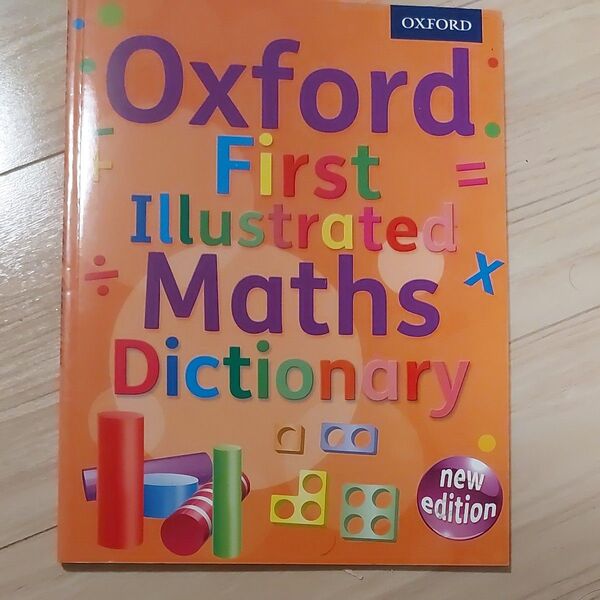 OXFORD
Oxford
First
Illustrated
Maths
Dictionary
new
edition